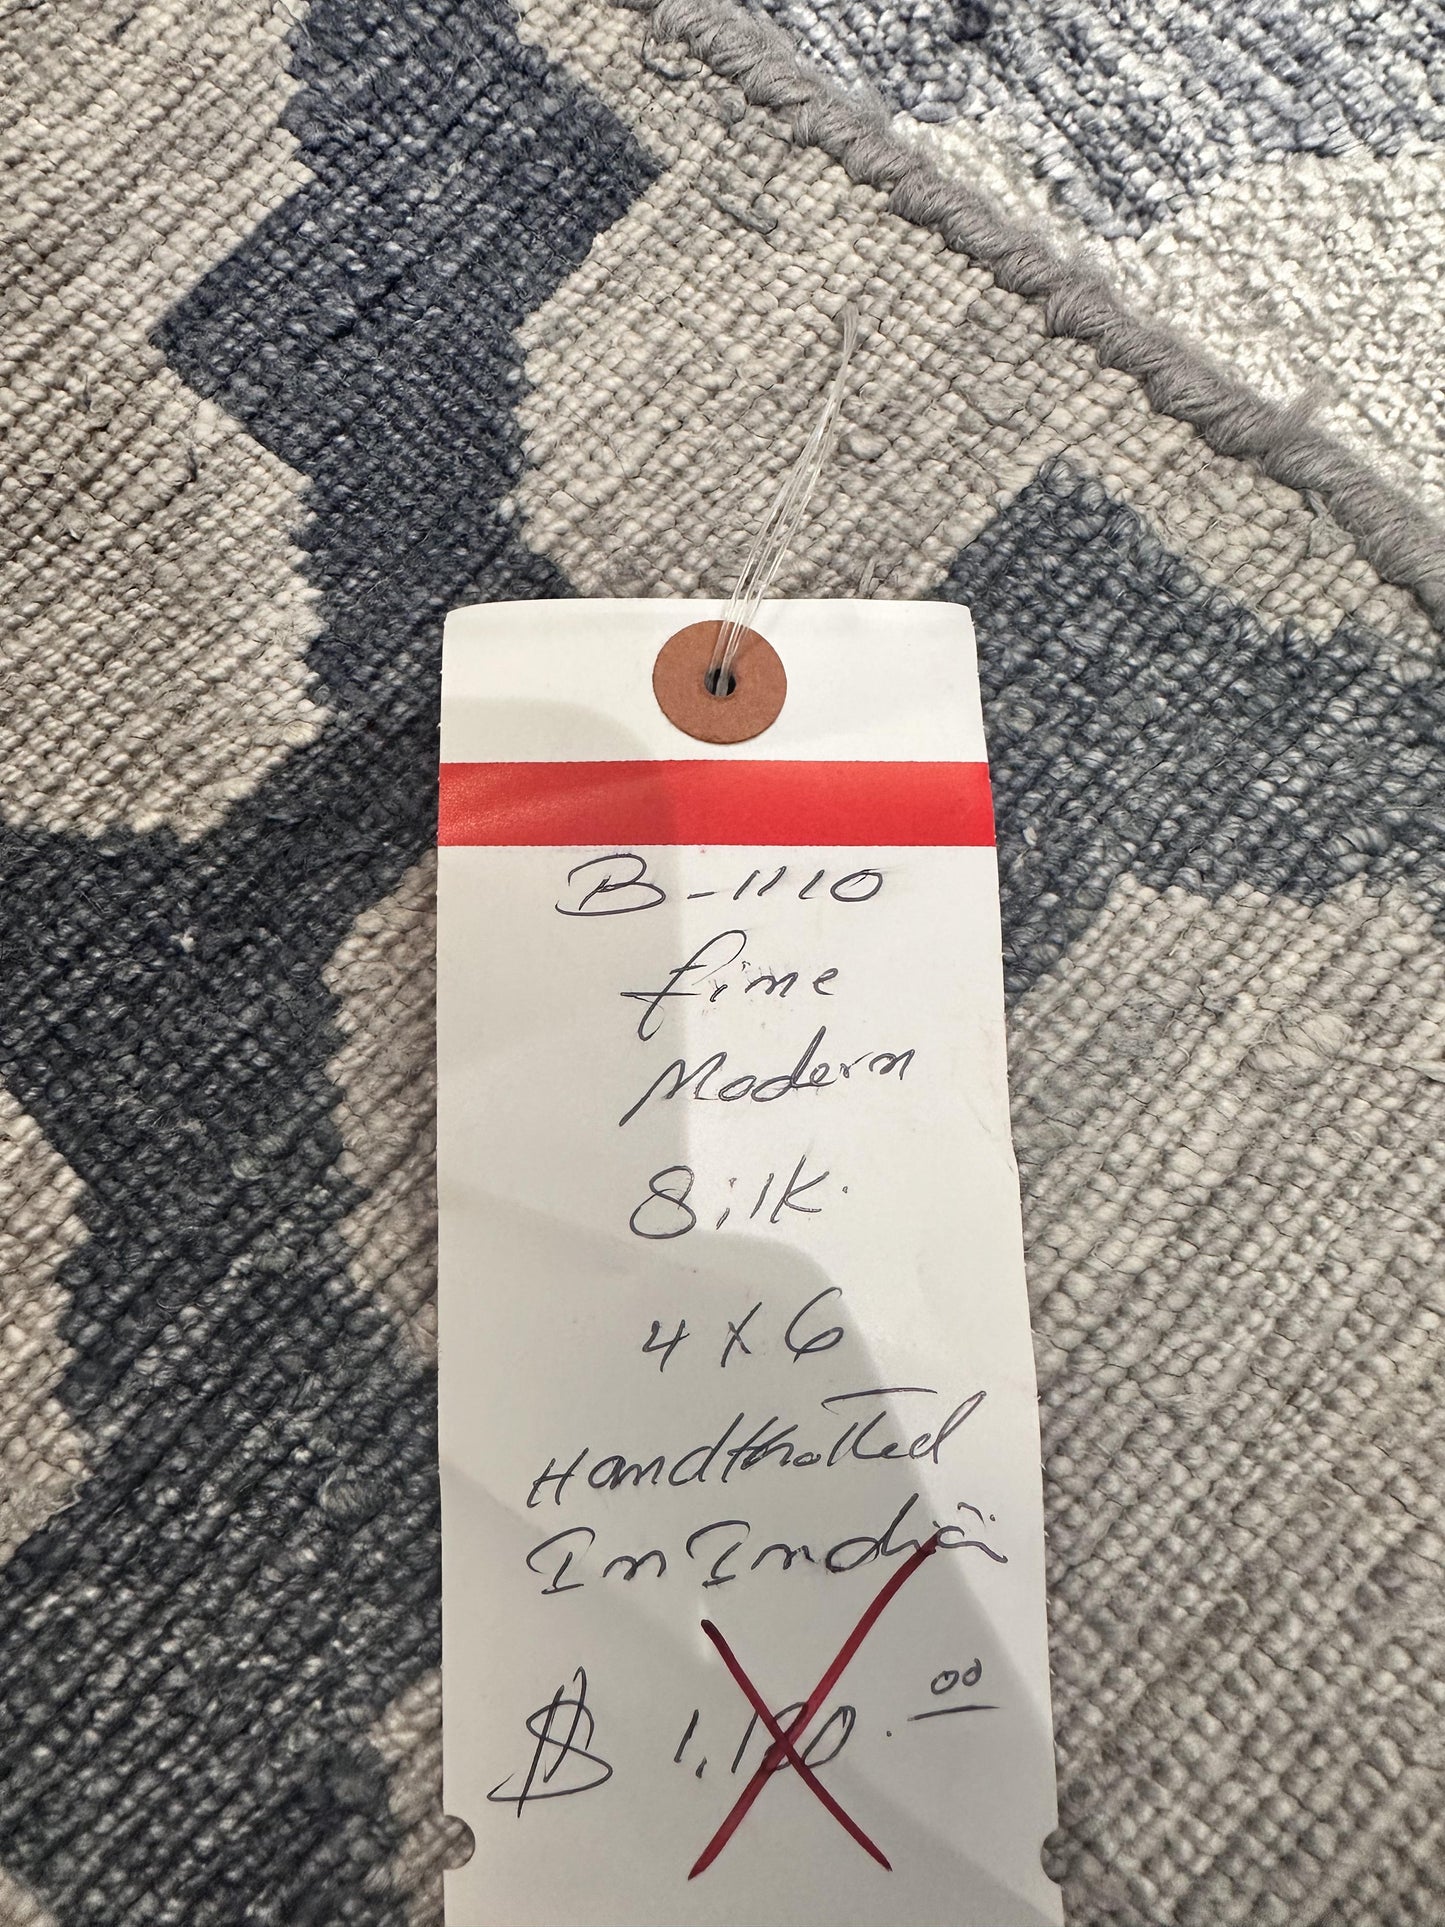 B-1110
fine
Modern
Silk.
4 x 6
Handknotted
In India
$ 1,100.00